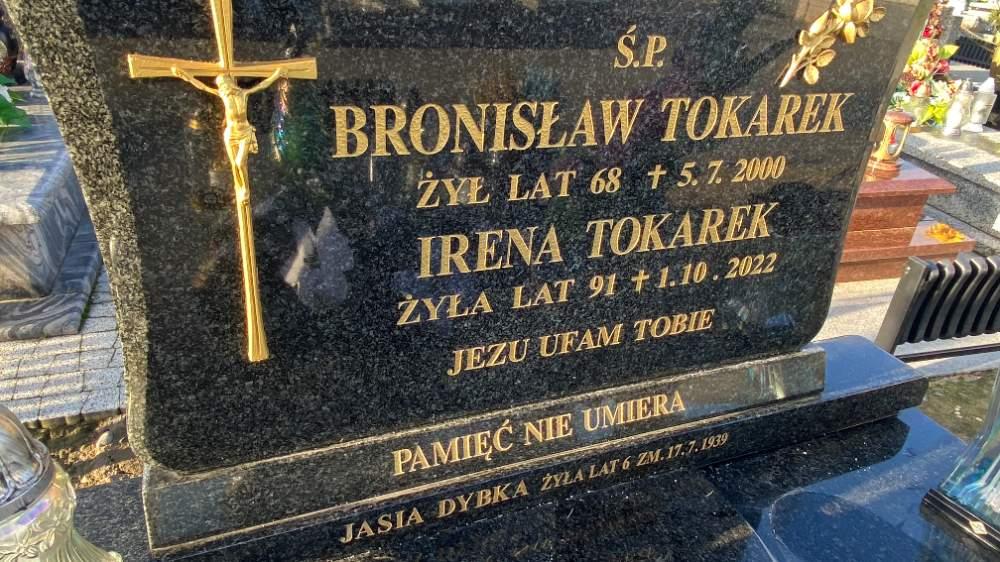 Ś.P.
BRONISŁAW TOKAREK
ŻYŁ LAT 68 † 5.7.2000
IRENA TOKAREK
ŻYŁA LAT 91 † 1.10.2022
JEZU UFAM TOBIE
PAMIĘĆ NIE UMIERA
JASIA DYBKA ŻYŁA LAT 6 ZM. 17.7.1939